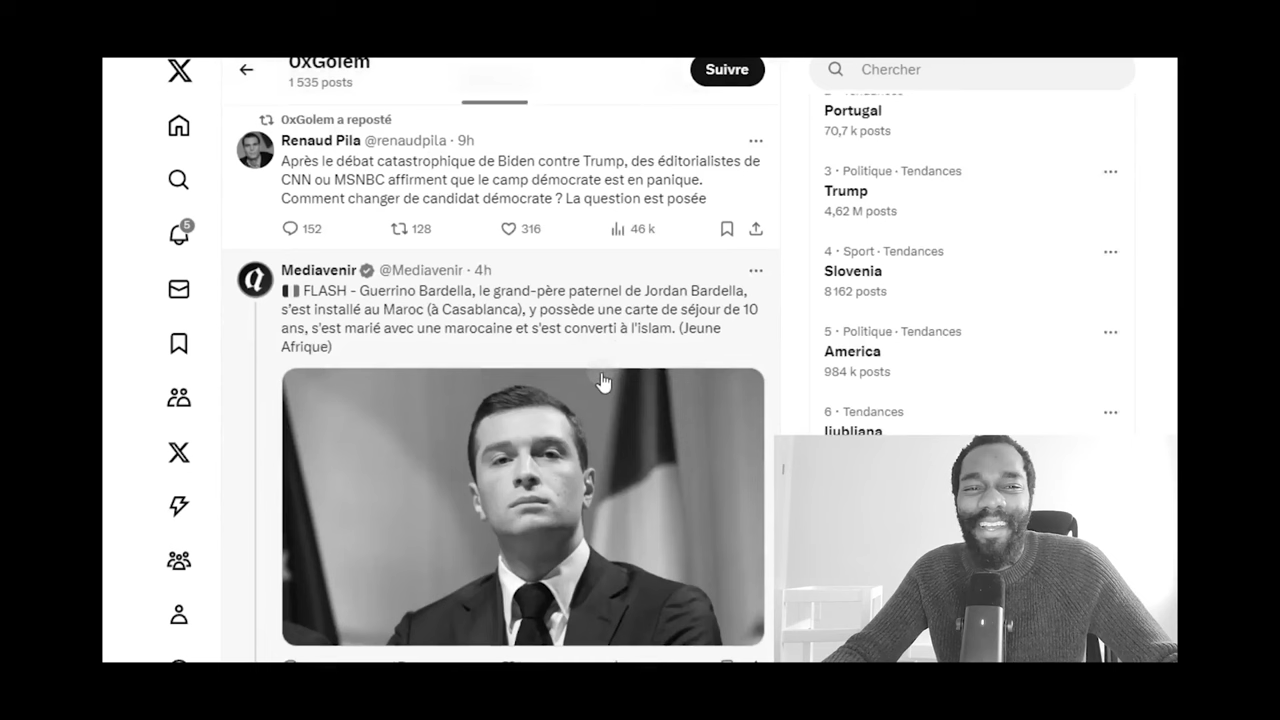 0xGolem
1 535 posts
Suivre
Chercher
0xGolem a reposté
Renaud Pila @renaudpila · 9h
Après le débat catastrophique de Biden contre Trump, des éditorialistes de
CNN ou MSNBC affirment que le camp démocrate est en panique.
Comment changer de candidat démocrate ? La question est posée
152 128 316 46 k
Mediavenir @Mediavenir · 4h
FLASH - Guerrino Bardella, le grand-père paternel de Jordan Bardella,
s'est installé au Maroc (à Casablanca), y possède une carte de séjour de 10
ans, s'est marié avec une marocaine et s'est converti à l'islam. (Jeune
Afrique)
5
2 - Tendances
Portugal
70,7 k posts
3 · Politique · Tendances
Trump
4,62 M posts
4 · Sport · Tendances
Slovenia
8 162 posts
5 · Politique · Tendances
America
984 k posts
6 · Tendances
ljubljana